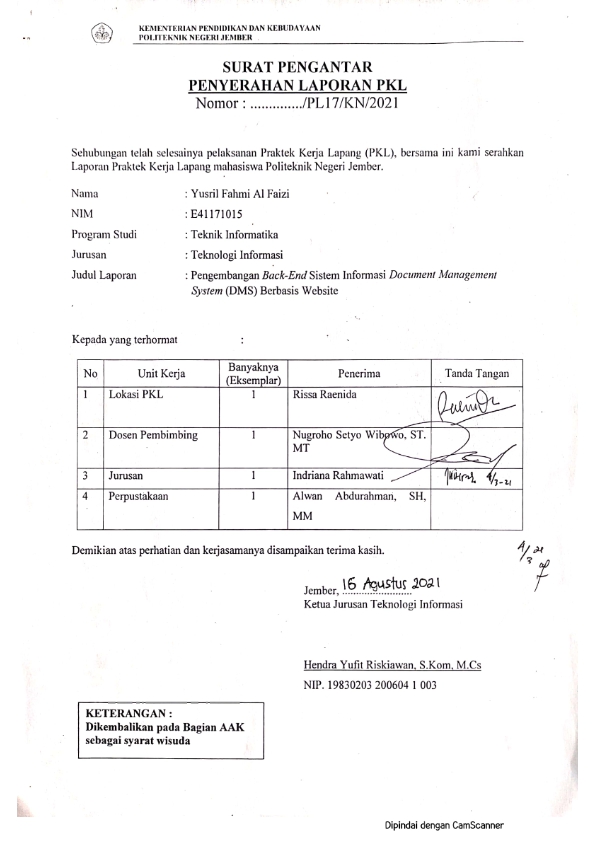 KEMENTERIAN PENDIDIKAN DAN KEBUDAYAAN
POLITEKNIK NEGERI JEMBER
SURAT PENGANTAR
PENYERAHAN LAPORAN PKL
Nomor : ............../PL17/KN/2021
Sehubungan telah selesainya pelaksanan Praktek Kerja Lapang (PKL), bersama ini kami serahkan
Laporan Praktek Kerja Lapang mahasiswa Politeknik Negeri Jember.
Nama : Yusril Fahmi Al Faizi
NIM : E41171015
Program Studi : Teknik Informatika
Jurusan : Teknologi Informasi
Judul Laporan : Pengembangan Back-End Sistem Informasi Document Management
System (DMS) Berbasis Website
Kepada yang terhormat :
No Unit Kerja Banyaknya (Eksemplar) Penerima Tanda Tangan
1 Lokasi PKL 1 Rissa Raenida
2 Dosen Pembimbing 1 Nugroho Setyo Wibowo, ST.
MT
3 Jurusan 1 Indriana Rahmawati 4/3-21
4 Perpustakaan 1 Alwan Abdurahman, SH,
MM
Demikian atas perhatian dan kerjasamanya disampaikan terima kasih.
Jember, 16 Agustus 2021
Ketua Jurusan Teknologi Informasi
Hendra Yufit Riskiawan, S.Kom, M.Cs
NIP. 19830203 200604 1 003
KETERANGAN :
Dikembalikan pada Bagian AAK
sebagai syarat wisuda
Dipindai dengan CamScanner